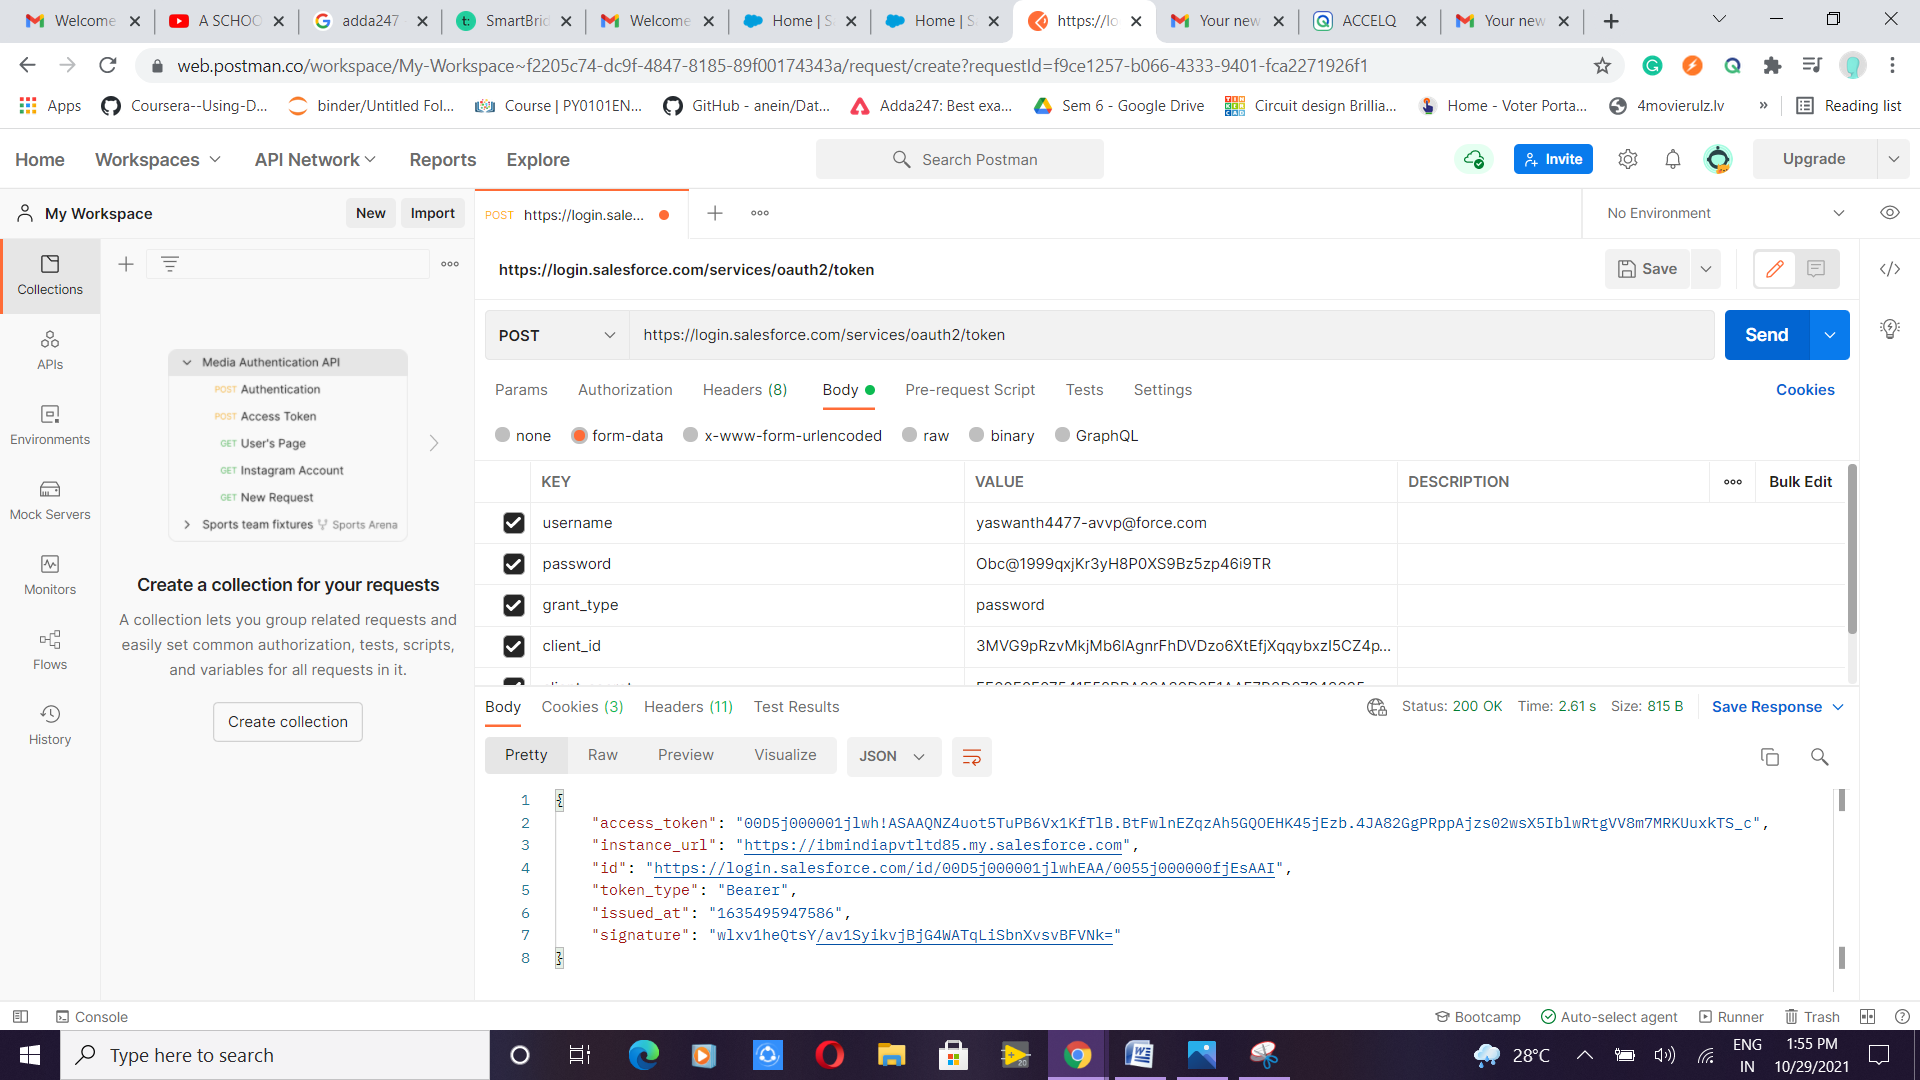 Welcome
A SCHOO
adda247
SmartBrid
Welcome
Home | S
Home | S
https://lo
Your new
ACCELQ
Your new
web.postman.co/workspace/My-Workspace~f2205c74-dc9f-4847-8185-89f00174343a/request/create?requestId=f9ce1257-b066-4333-9401-fca2271926f1
Apps
Coursera--Using-D...
binder/Untitled Fol...
Course | PY0101EN...
GitHub - anein/Dat...
Adda247: Best exa...
Sem 6 - Google Drive
Circuit design Brillia...
Home - Voter Porta...
4movierulz.lv
»
Reading list
Home
Workspaces
API Network
Reports
Explore
Search Postman
Invite
Upgrade
My Workspace
New
Import
POST https://login.sale...
No Environment
Collections
APIs
Environments
Mock Servers
Monitors
Flows
History
Media Authentication API
POST Authentication
POST Access Token
GET User's Page
GET Instagram Account
GET New Request
Sports team fixtures Sports Arena
Create a collection for your requests
A collection lets you group related requests and
easily set common authorization, tests, scripts,
and variables for all requests in it.
Create collection
https://login.salesforce.com/services/oauth2/token
Save
POST
https://login.salesforce.com/services/oauth2/token
Send
Params
Authorization
Headers (8)
Body
Pre-request Script
Tests
Settings
Cookies
none
form-data
x-www-form-urlencoded
raw
binary
GraphQL
KEY VALUE DESCRIPTION Bulk Edit
username yaswanth4477-avvp@force.com
password Obc@1999qxjKr3yH8P0XS9Bz5zp46i9TR
grant_type password
client_id 3MVG9pRzvMkjMb6lAgnrFhDVDzo6XtEfjXqqybxzI5CZ4p...
Body
Cookies (3)
Headers (11)
Test Results
Status: 200 OK Time: 2.61 s Size: 815 B
Save Response
Pretty
Raw
Preview
Visualize
JSON
1 {
2 "access_token": "00D5j000001jlwh!ASAAQNZ4uot5TuPB6Vx1KfTlB.BtFwlnEZqzAh5GQOEHK45jEzb.4JA82GgPRppAjzs02wsX5IblwRtgVV8m7MRKUuxkTS_c",
3 "instance_url": "https://ibmindiapvtltd85.my.salesforce.com",
4 "id": "https://login.salesforce.com/id/00D5j000001jlwhEAA/0055j000000fjEsAAI",
5 "token_type": "Bearer",
6 "issued_at": "1635495947586",
7 "signature": "wlxv1heQtsY/av1SyikvjBjG4WATqLiSbnXvsvBFVNk="
8 }
Console
Bootcamp
Auto-select agent
Runner
Trash
Type here to search
28°C
ENG
IN
1:55 PM
10/29/2021